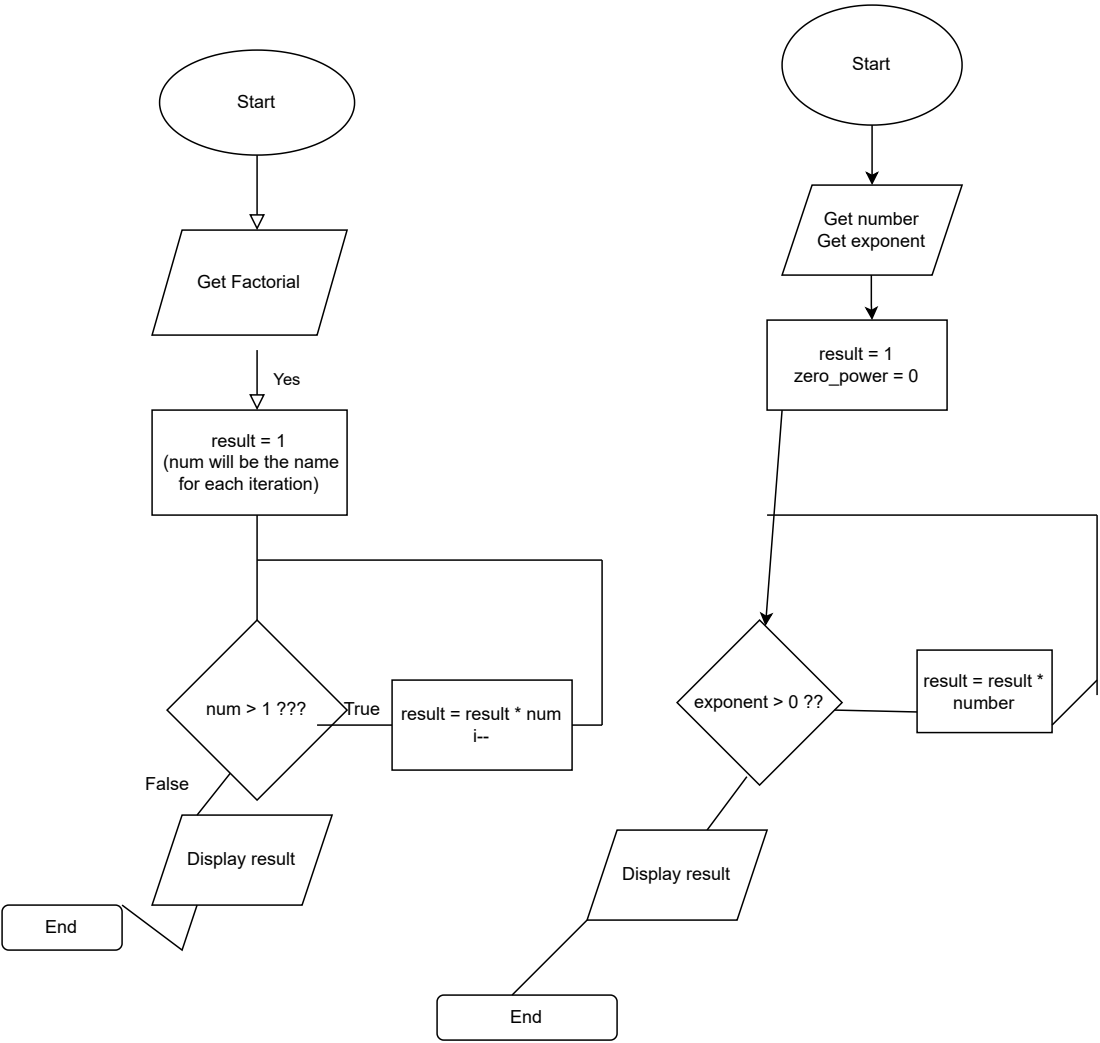 Start
Get Factorial
Yes
result = 1
(num will be the name
for each iteration)
num > 1 ???
True
result = result * num
i--
False
Display result
End
Start
Get number
Get exponent
result = 1
zero_power = 0
exponent > 0 ??
result = result *
number
Display result
End